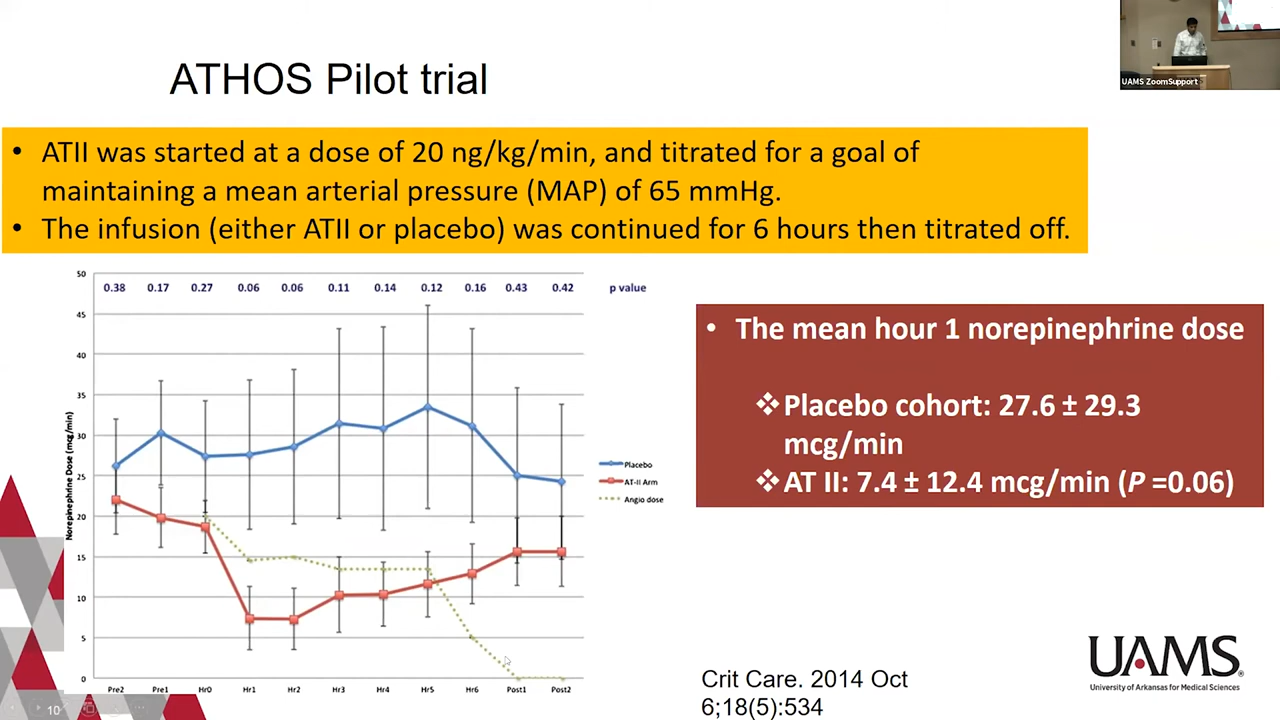 UAMS ZoomSupport
ATHOS Pilot trial
• ATII was started at a dose of 20 ng/kg/min, and titrated for a goal of
maintaining a mean arterial pressure (MAP) of 65 mmHg.
• The infusion (either ATII or placebo) was continued for 6 hours then titrated off.
50
0.38 0.17 0.27 0.06 0.06 0.11 0.14 0.12 0.16 0.43 0.42 p value
45
40
35
30
25
20
15
10
5
0
Norepinephrine Dose (mcg/min)
Placebo
AT-II Arm
Angio dose
Pre2 Pre1 Hr0 Hr1 Hr2 Hr3 Hr4 Hr5 Hr6 Post1 Post2
• The mean hour 1 norepinephrine dose
❖Placebo cohort: 27.6 ± 29.3
mcg/min
❖AT II: 7.4 ± 12.4 mcg/min (P =0.06)
Crit Care. 2014 Oct
6;18(5):534
UAMS
University of Arkansas for Medical Sciences
10